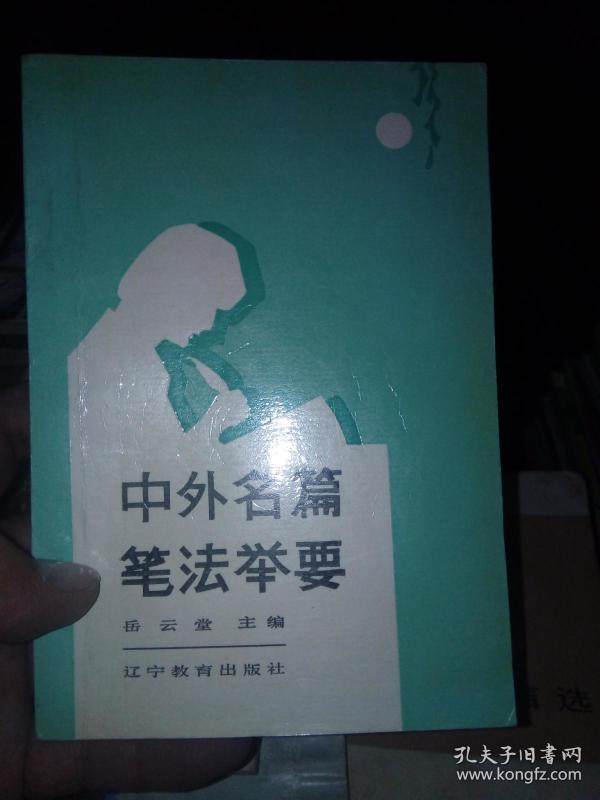 中外名篇
笔法举要
岳云堂 主编
辽宁教育出版社
选
孔夫子旧书网
www.kongfz.com